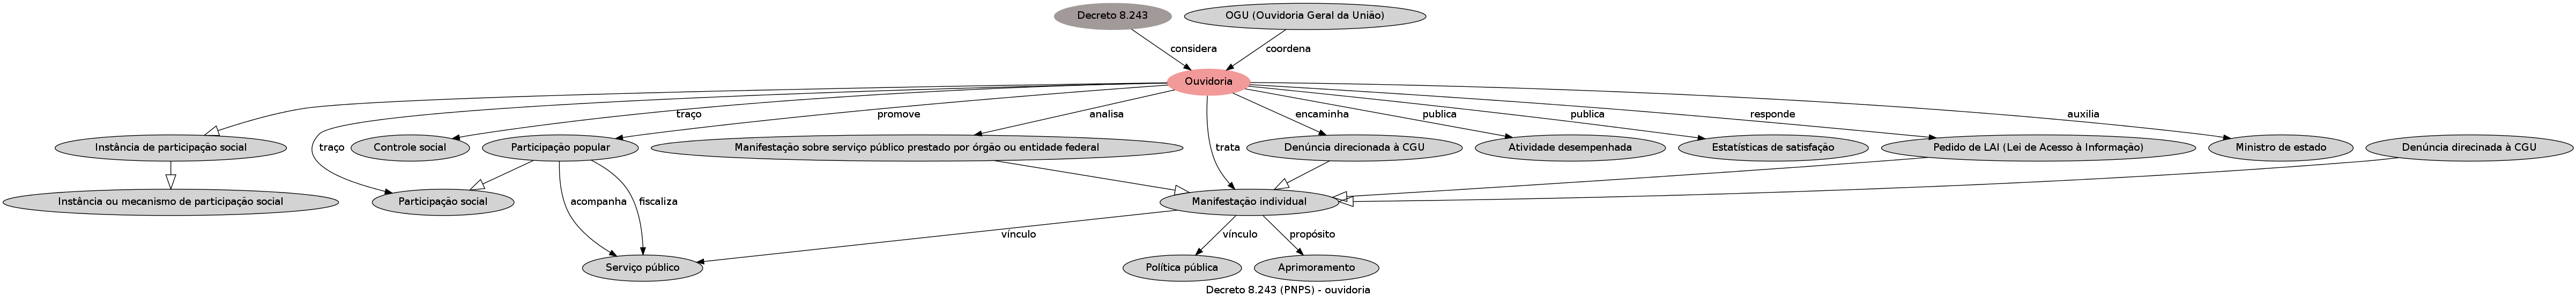 Decreto 8.243
OGU (Ouvidoria Geral da União)
considera
coordena
Ouvidoria
traço
traço
promove
analisa
trata
encaminha
publica
publica
responde
auxilia
Instância de participação social
Controle social
Participação popular
Manifestação sobre serviço público prestado por órgão ou entidade federal
Denúncia direcionada à CGU
Atividade desempenhada
Estatísticas de satisfação
Pedido de LAI (Lei de Acesso à Informação)
Ministro de estado
Denúncia direcinada à CGU
Instância ou mecanismo de participação social
Participação social
acompanha
fiscaliza
Manifestação individual
vínculo
vínculo
propósito
Serviço público
Política pública
Aprimoramento
Decreto 8.243 (PNPS) - ouvidoria